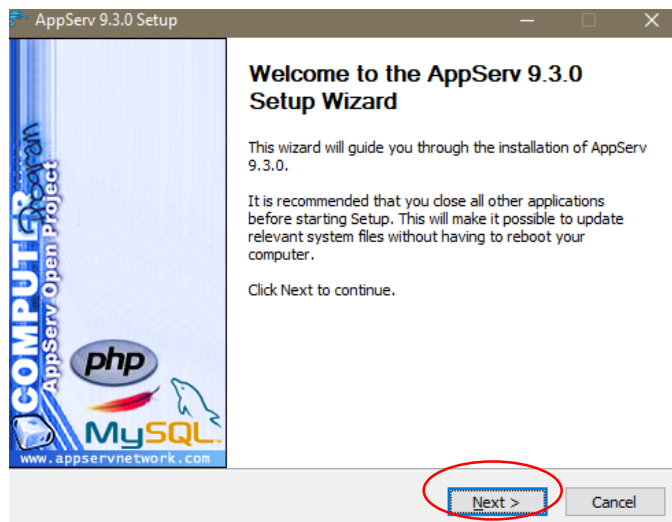 AppServ 9.3.0 Setup
Welcome to the AppServ 9.3.0
Setup Wizard
This wizard will guide you through the installation of AppServ
9.3.0.
It is recommended that you close all other applications
before starting Setup. This will make it possible to update
relevant system files without having to reboot your
computer.
Click Next to continue.
COMPUTER
Program
AppServ Open Project
php
MySQL
www.appservnetwork.com
Next >
Cancel